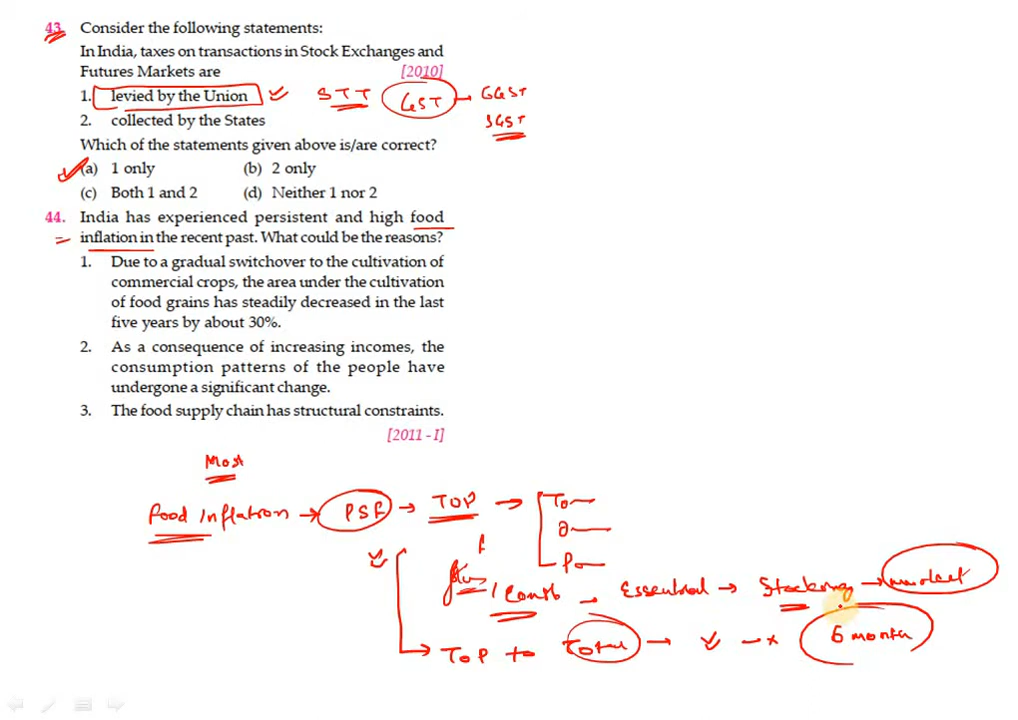 43. Consider the following statements:
In India, taxes on transactions in Stock Exchanges and
Futures Markets are [2010]
1. levied by the Union STT GST CGST
2. collected by the States SGST
Which of the statements given above is/are correct?
(a) 1 only (b) 2 only
(c) Both 1 and 2 (d) Neither 1 nor 2
44. India has experienced persistent and high food
inflation in the recent past. What could be the reasons?
1. Due to a gradual switchover to the cultivation of
commercial crops, the area under the cultivation
of food grains has steadily decreased in the last
five years by about 30%.
2. As a consequence of increasing incomes, the
consumption patterns of the people have
undergone a significant change.
3. The food supply chain has structural constraints.
[2011 - I]
Most
food Inflation → PSF → TOP → To
O
Po
Essential → Stocking →
TOP to Total → 6 month